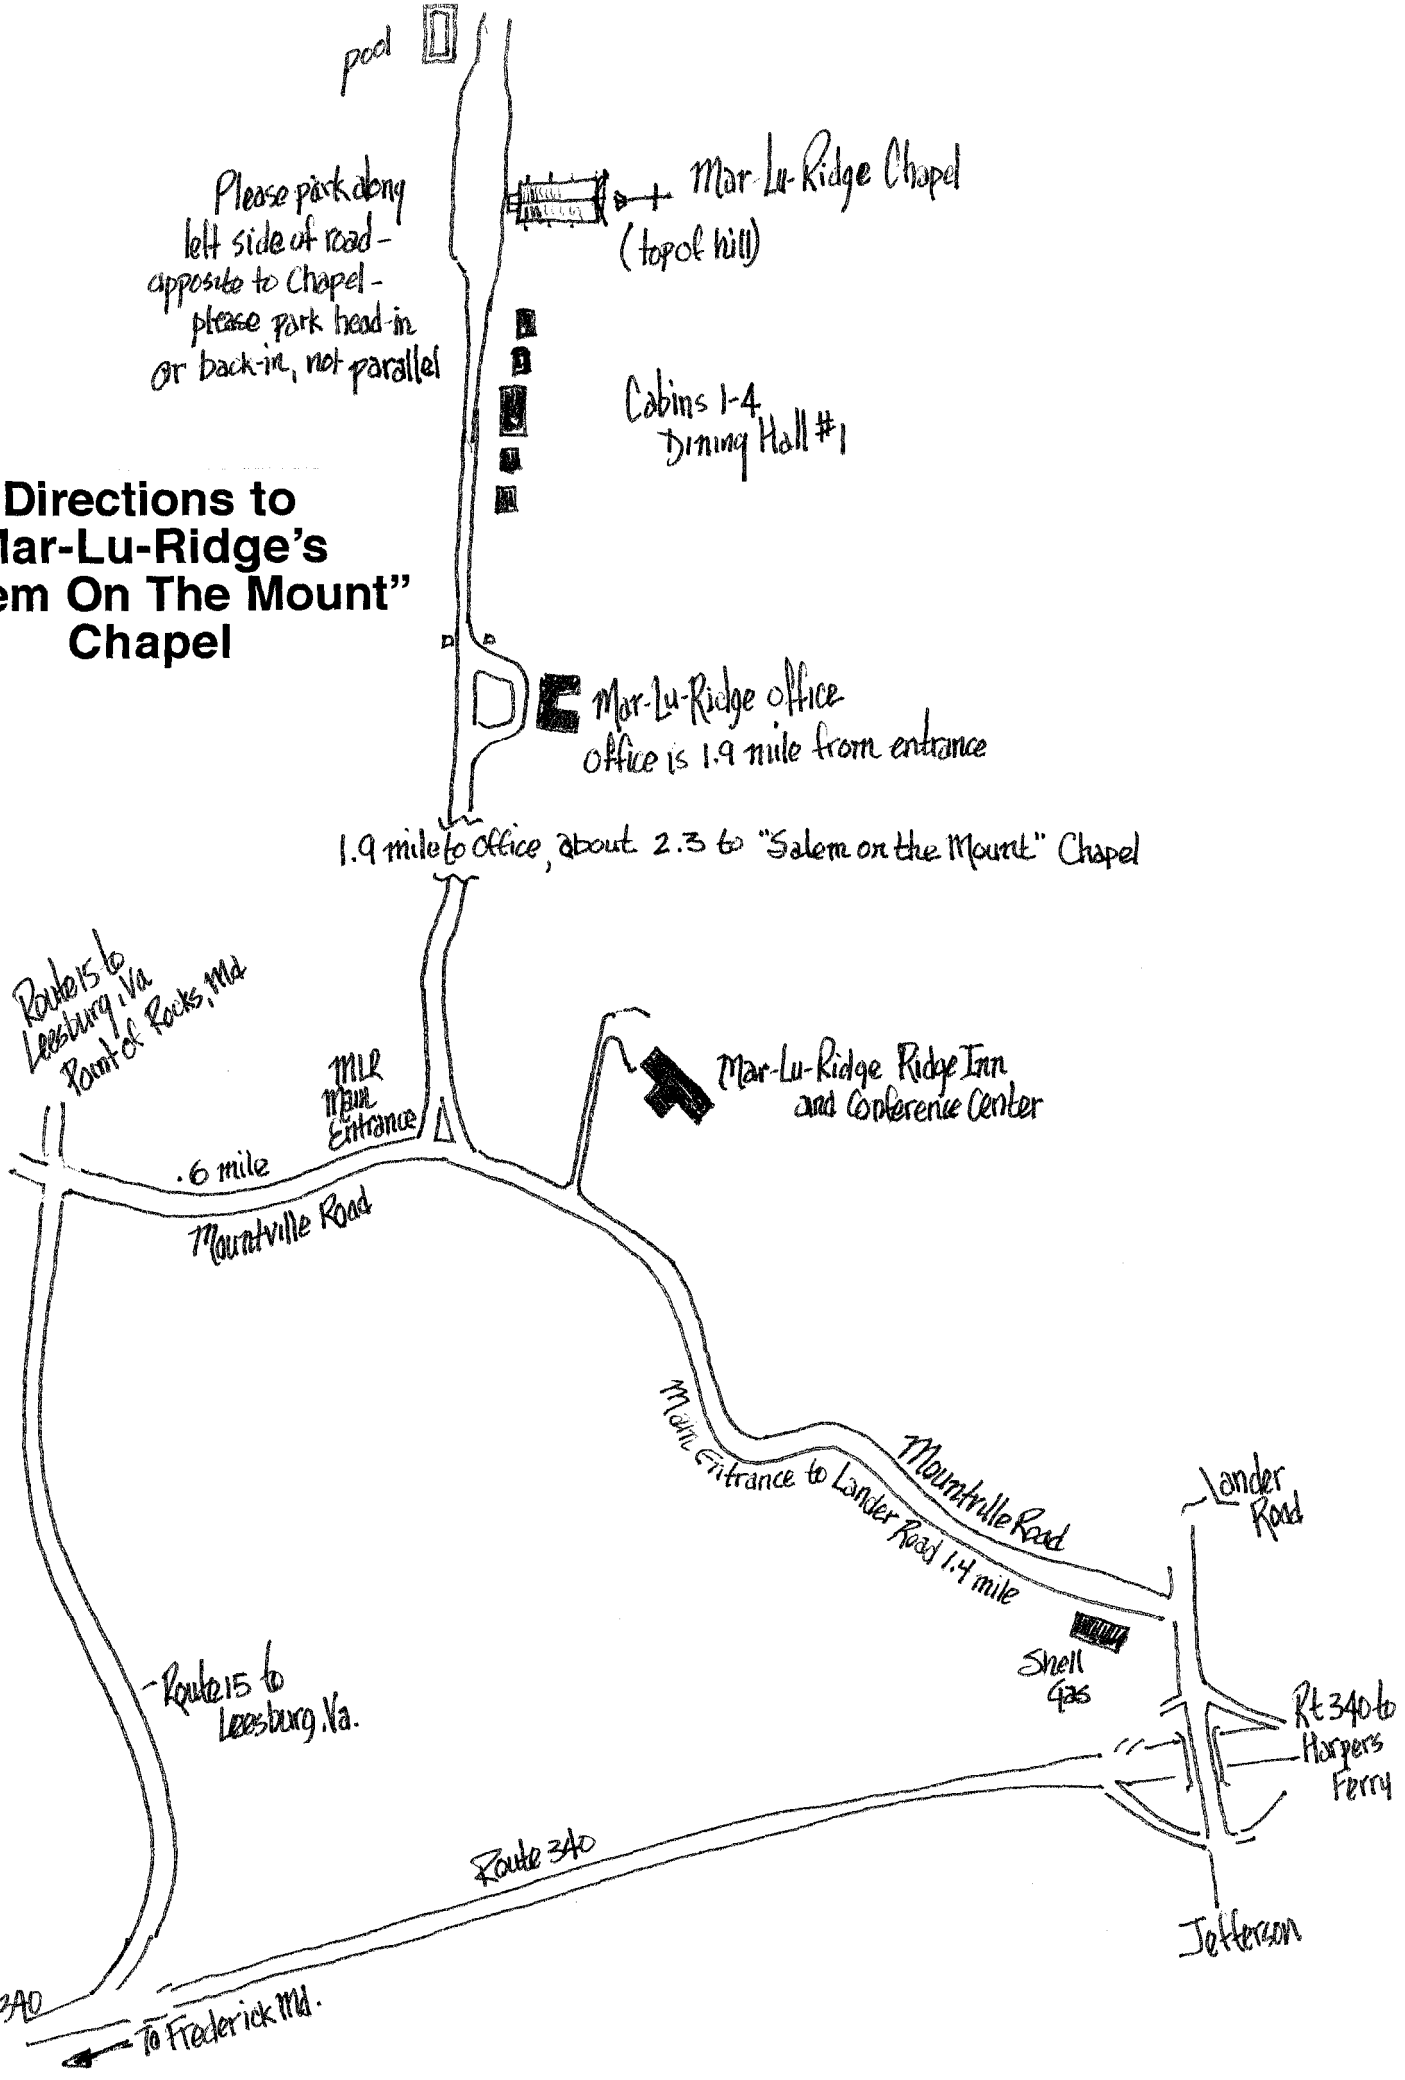 pool
Mar-Lu-Ridge Chapel
(top of hill)
Please park along
left side of road-
opposite to Chapel-
please park head-in
or back-in, not parallel
Cabins 1-4
Dining Hall #1
Directions to
Mar-Lu-Ridge's
em On The Mount”
Chapel
Mar-Lu-Ridge office
office is 1.9 mile from entrance
1.9 mile to office, about 2.3 to "Salem on the Mount" Chapel
Route 15 to
Leesburg, Va
Point of Rocks, Md
MLR
Main
Entrance
Mar-Lu-Ridge Ridge Inn
and Conference Center
.6 mile
Mountville Road
Mountville Road
Main Entrance to Lander Road 1.4 mile
Lander
Road
Shell
Gas
Route 15 to
Leesburg, Va.
Rt 340 to
Harpers
Ferry
Route 340
Jefferson
340
To Frederick Md.